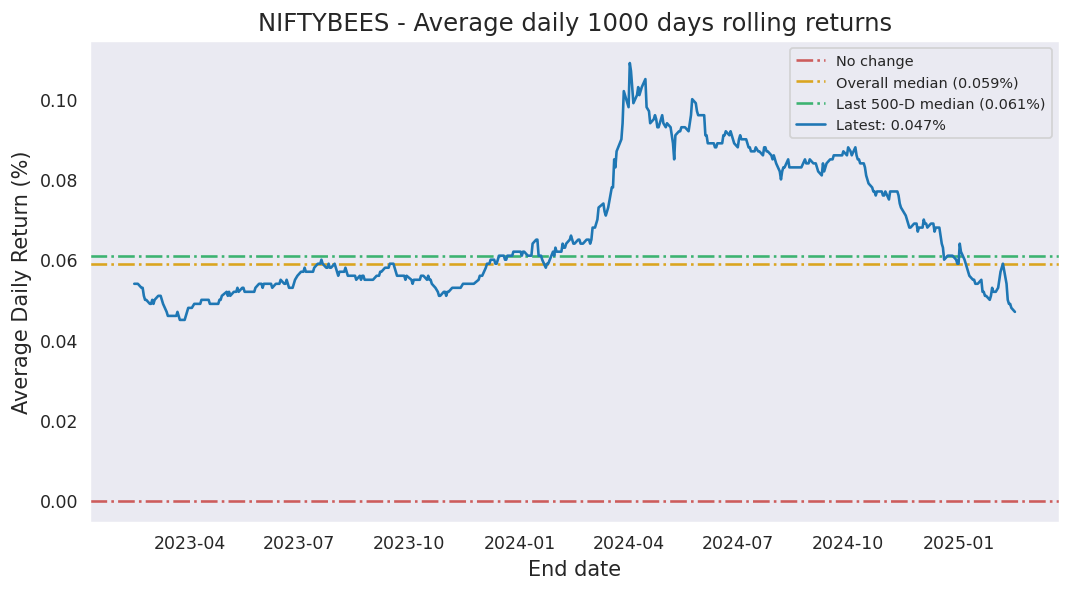 NIFTYBEES - Average daily 1000 days rolling returns
No change
Overall median (0.059%)
Last 500-D median (0.061%)
Latest: 0.047%
Average Daily Return (%)
0.10
0.08
0.06
0.04
0.02
0.00
2023-04 2023-07 2023-10 2024-01 2024-04 2024-07 2024-10 2025-01
End date